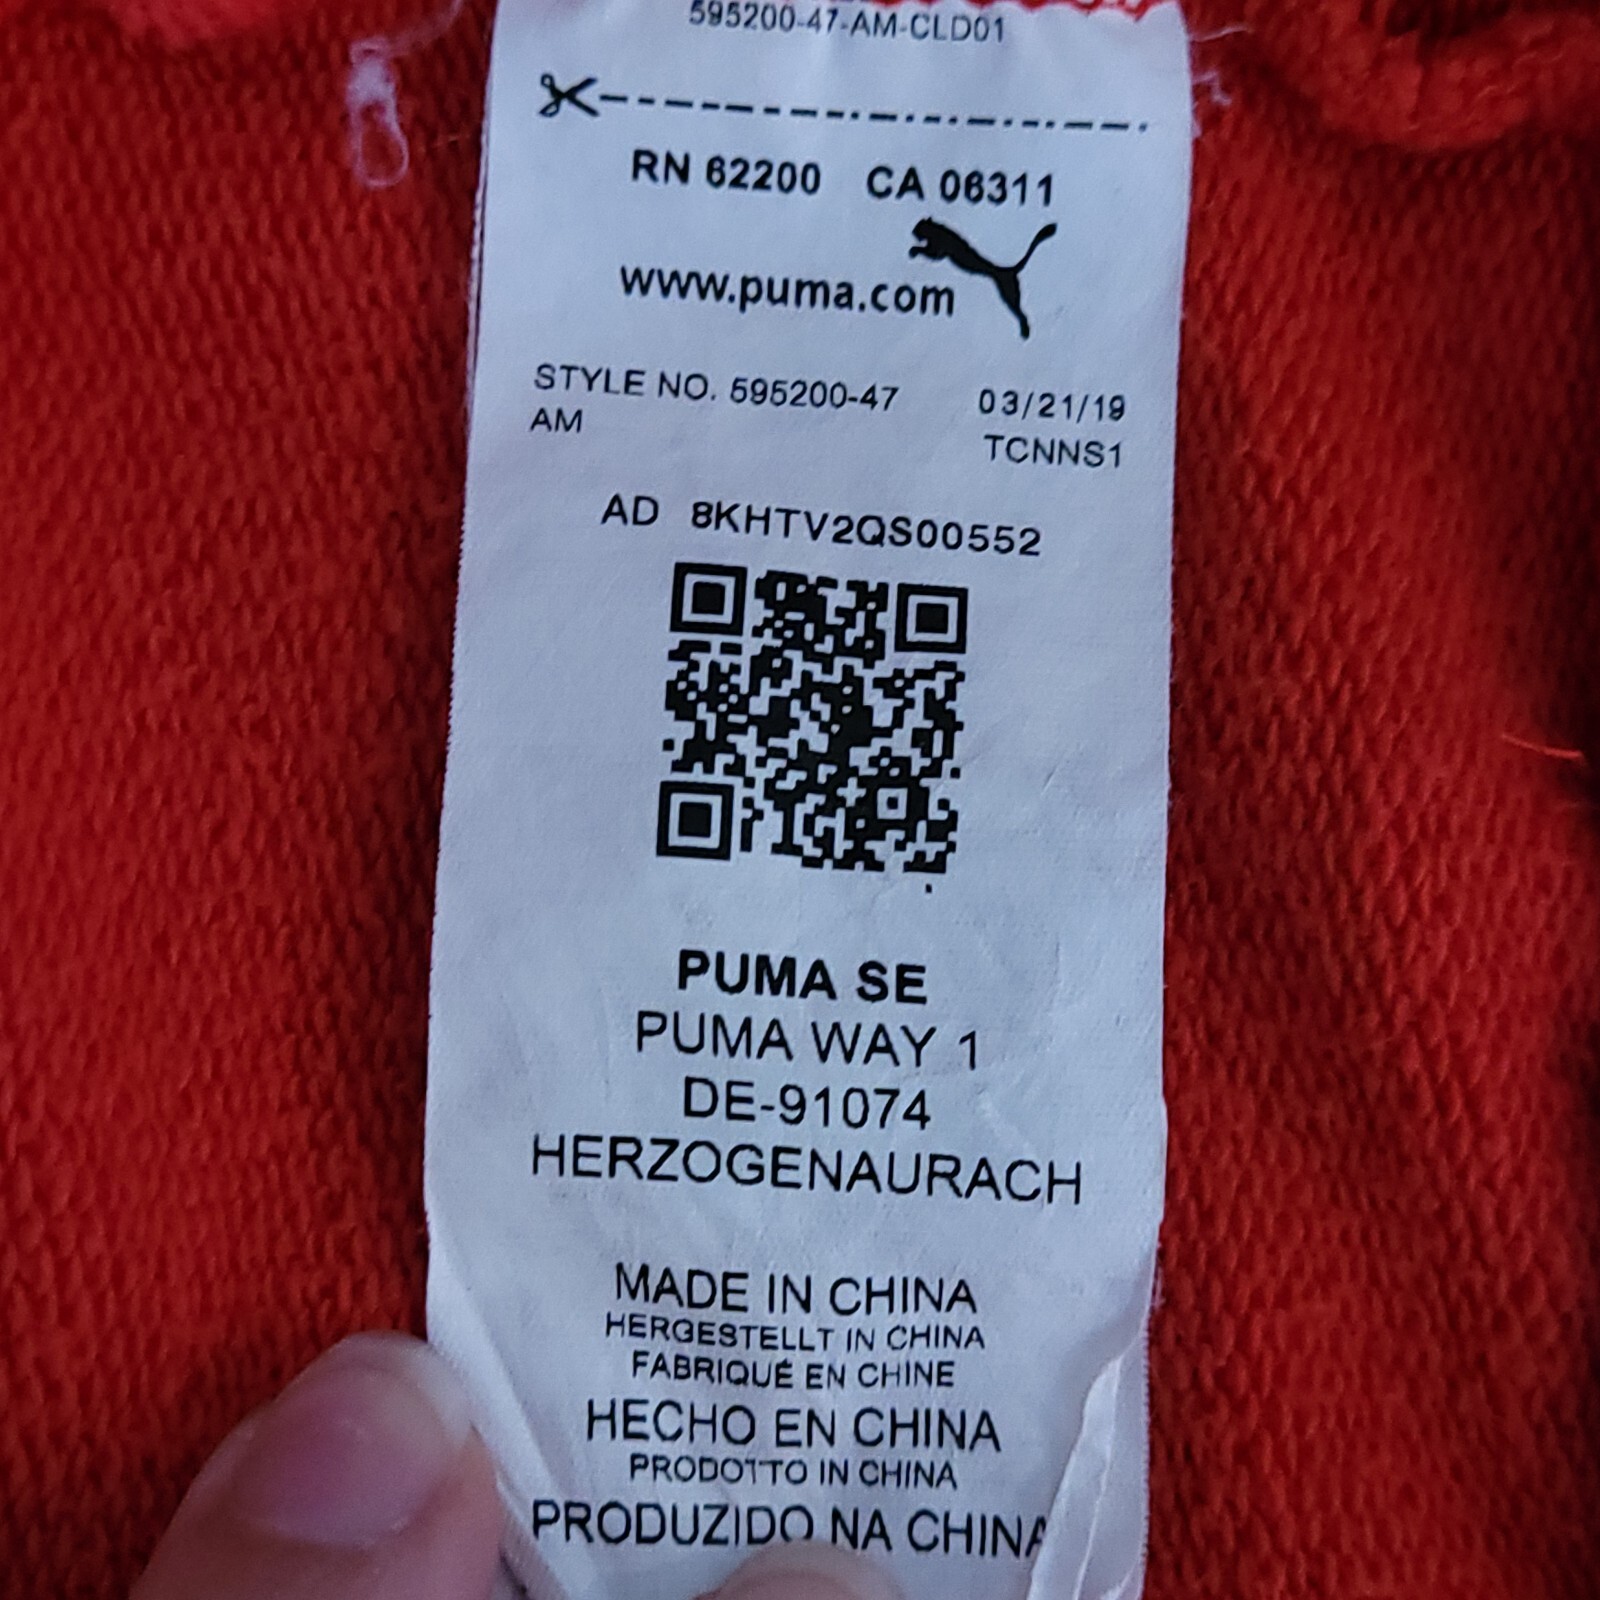 595200-47-AM-CLD01
RN 62200 CA 06311
www.puma.com
STYLE NO. 595200-47 03/21/19
AM TCNNS1
AD 8KHTV2QS00552
PUMA SE
PUMA WAY 1
DE-91074
HERZOGENAURACH
MADE IN CHINA
HERGESTELLT IN CHINA
FABRIQUÉ EN CHINE
HECHO EN CHINA
PRODOTTO IN CHINA
PRODUZIDO NA CHINA